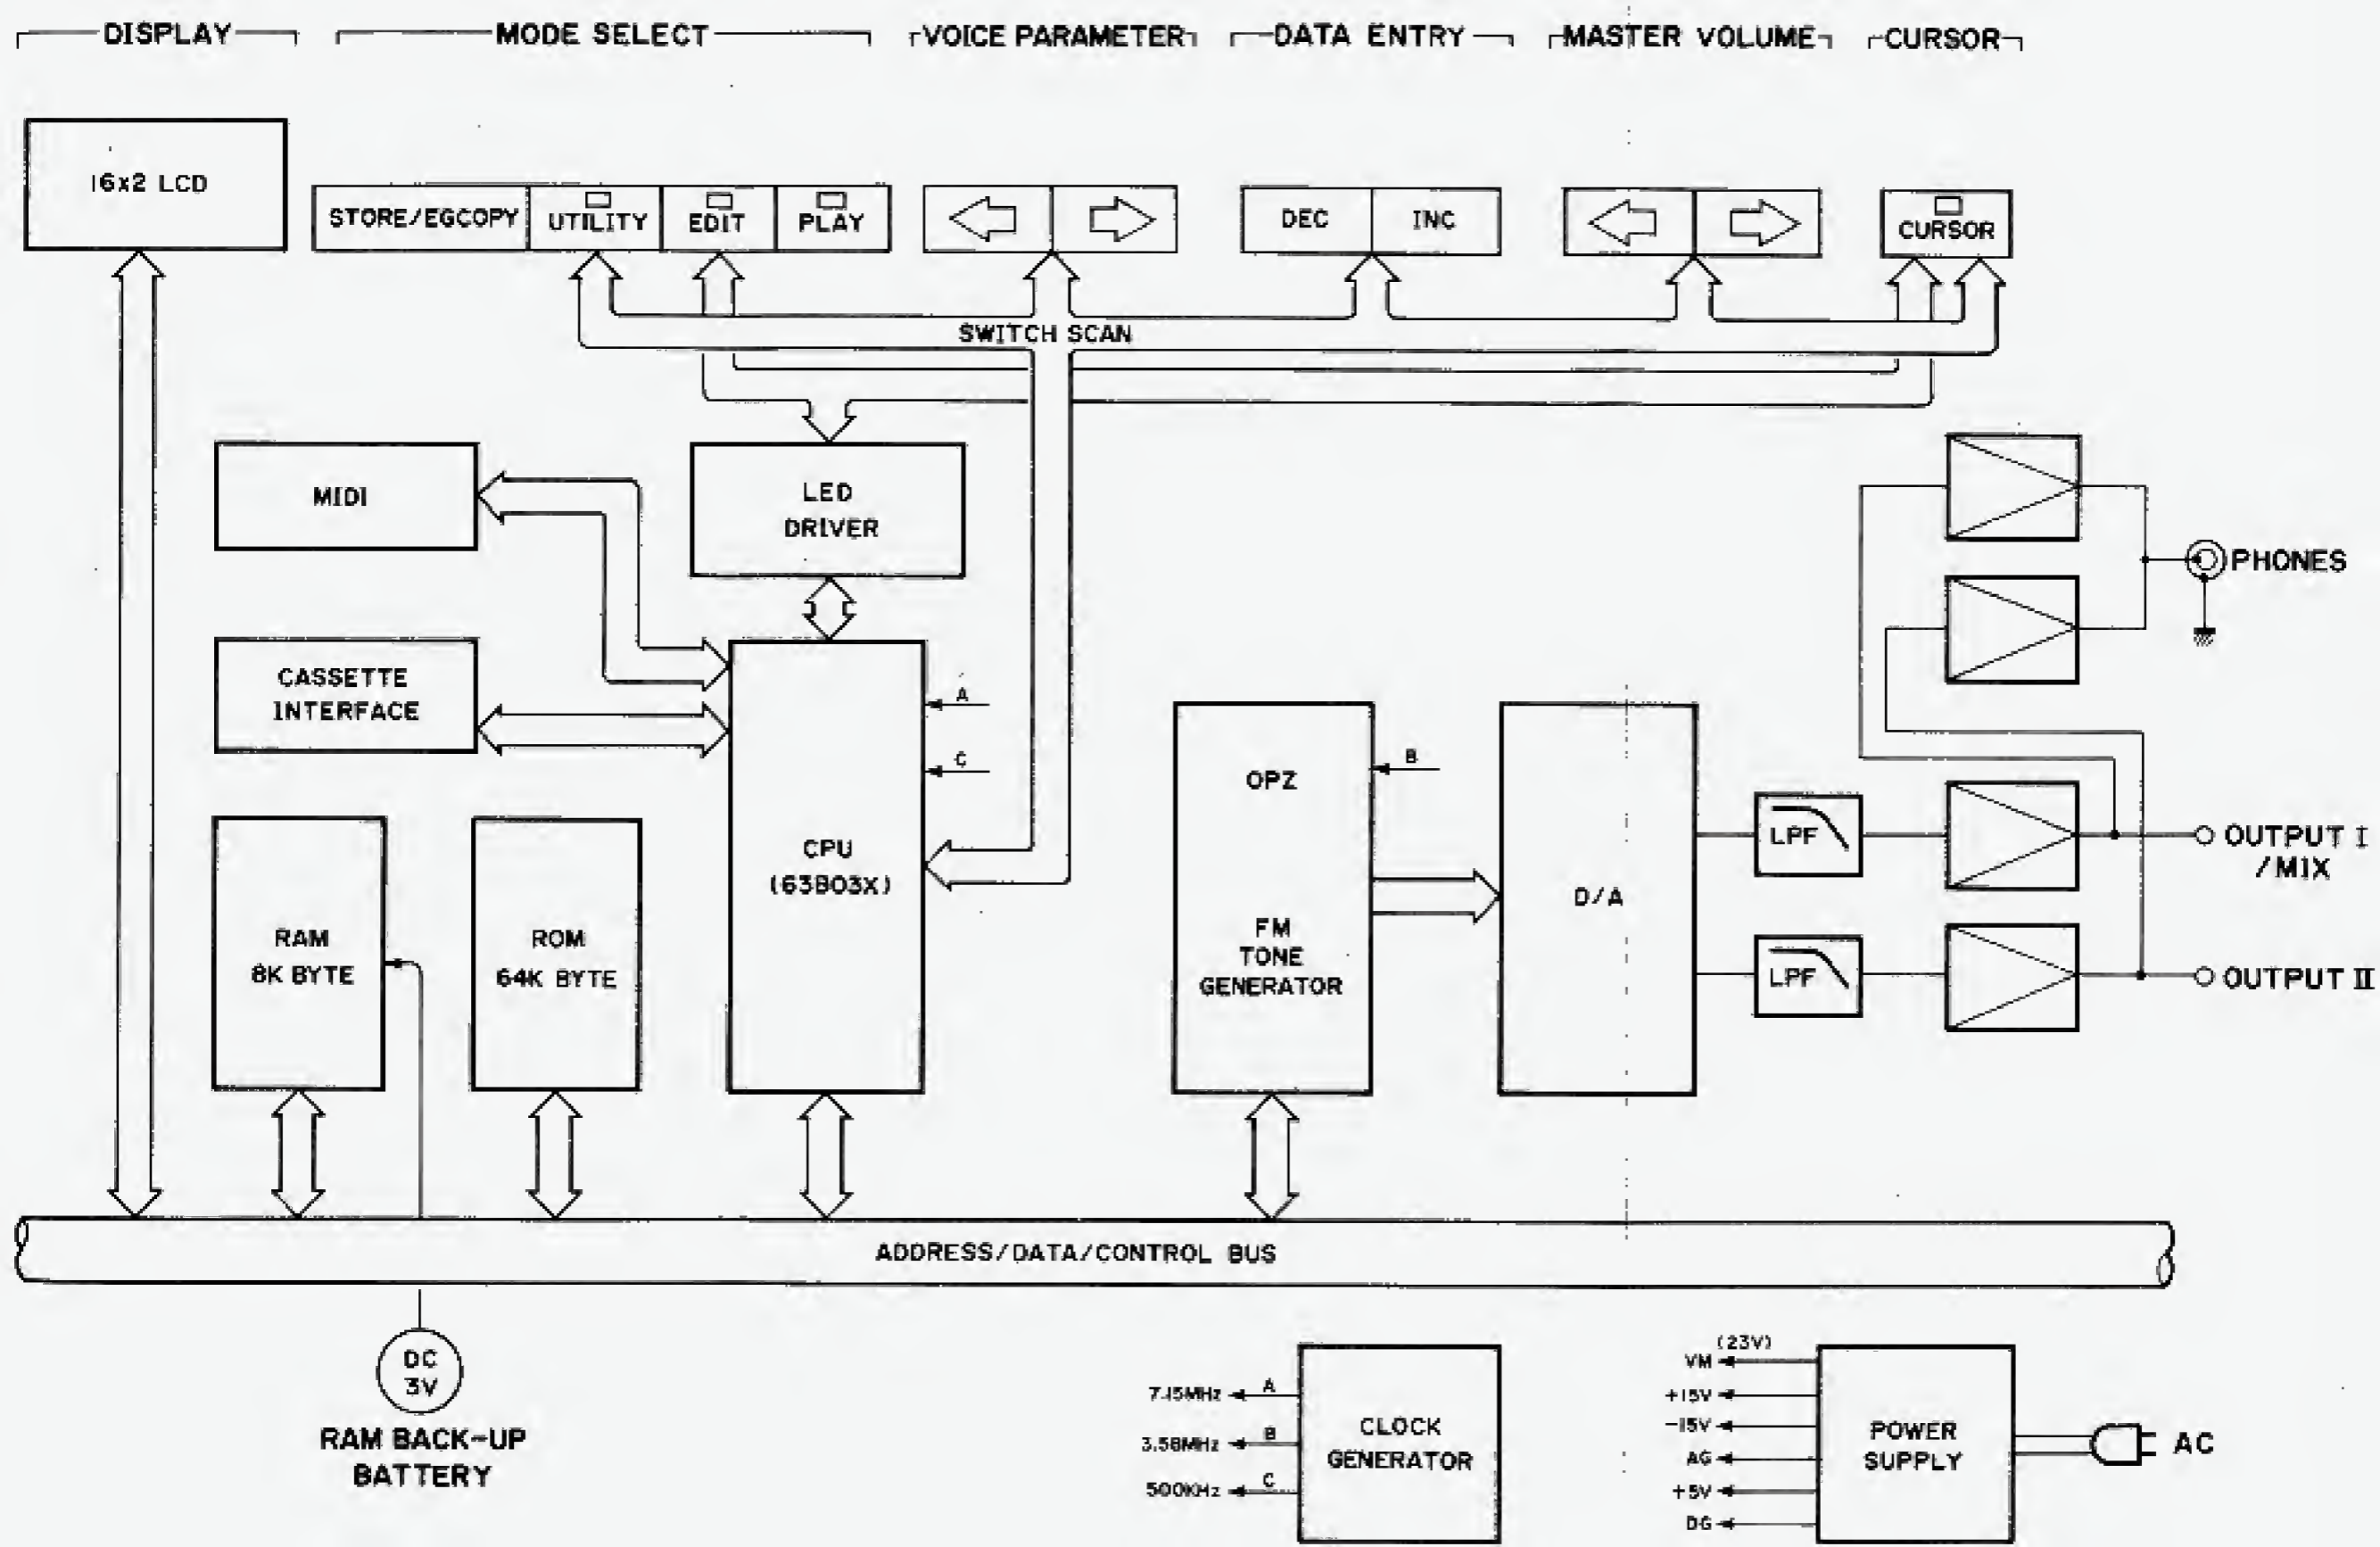 DISPLAY
MODE SELECT
VOICE PARAMETER
DATA ENTRY
MASTER VOLUME
CURSOR
16x2 LCD
STORE/EGCOPY
UTILITY
EDIT
PLAY
DEC
INC
CURSOR
SWITCH SCAN
MIDI
LED
DRIVER
PHONES
CASSETTE
INTERFACE
A
C
CPU
(63B03X)
OPZ
B
FM
TONE
GENERATOR
D/A
LPF
OUTPUT I
/MIX
LPF
OUTPUT II
RAM
8K BYTE
ROM
64K BYTE
ADDRESS/DATA/CONTROL BUS
DC
3V
RAM BACK-UP
BATTERY
7.15MHz
A
3.58MHz
B
500KHz
C
CLOCK
GENERATOR
(23V)
VM
+15V
-15V
AG
+5V
DG
POWER
SUPPLY
AC